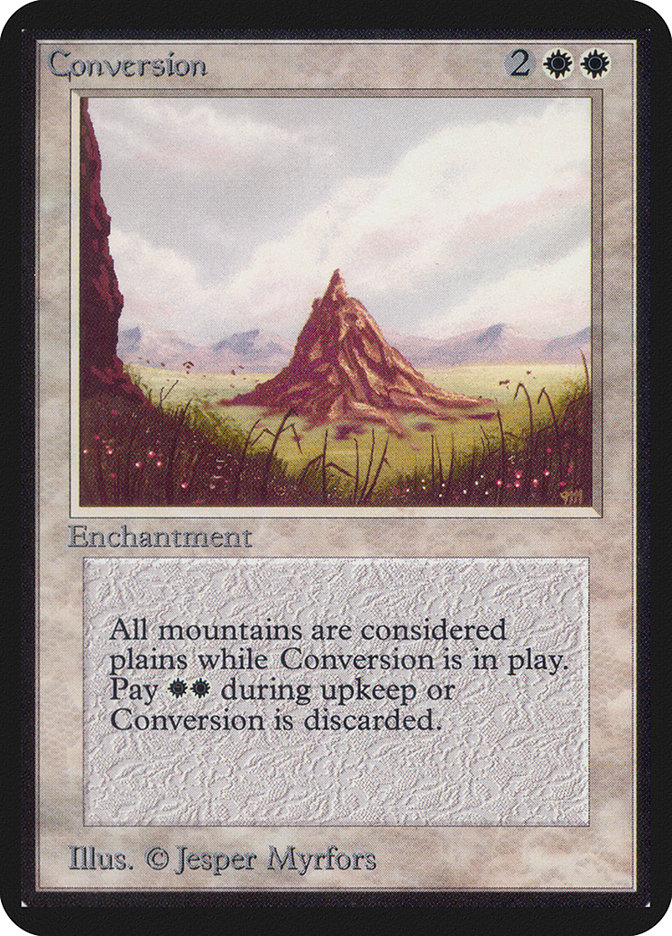 Conversion 2
Enchantment
All mountains are considered
plains while Conversion is in play.
Pay during upkeep or
Conversion is discarded.
Illus. © Jesper Myrfors